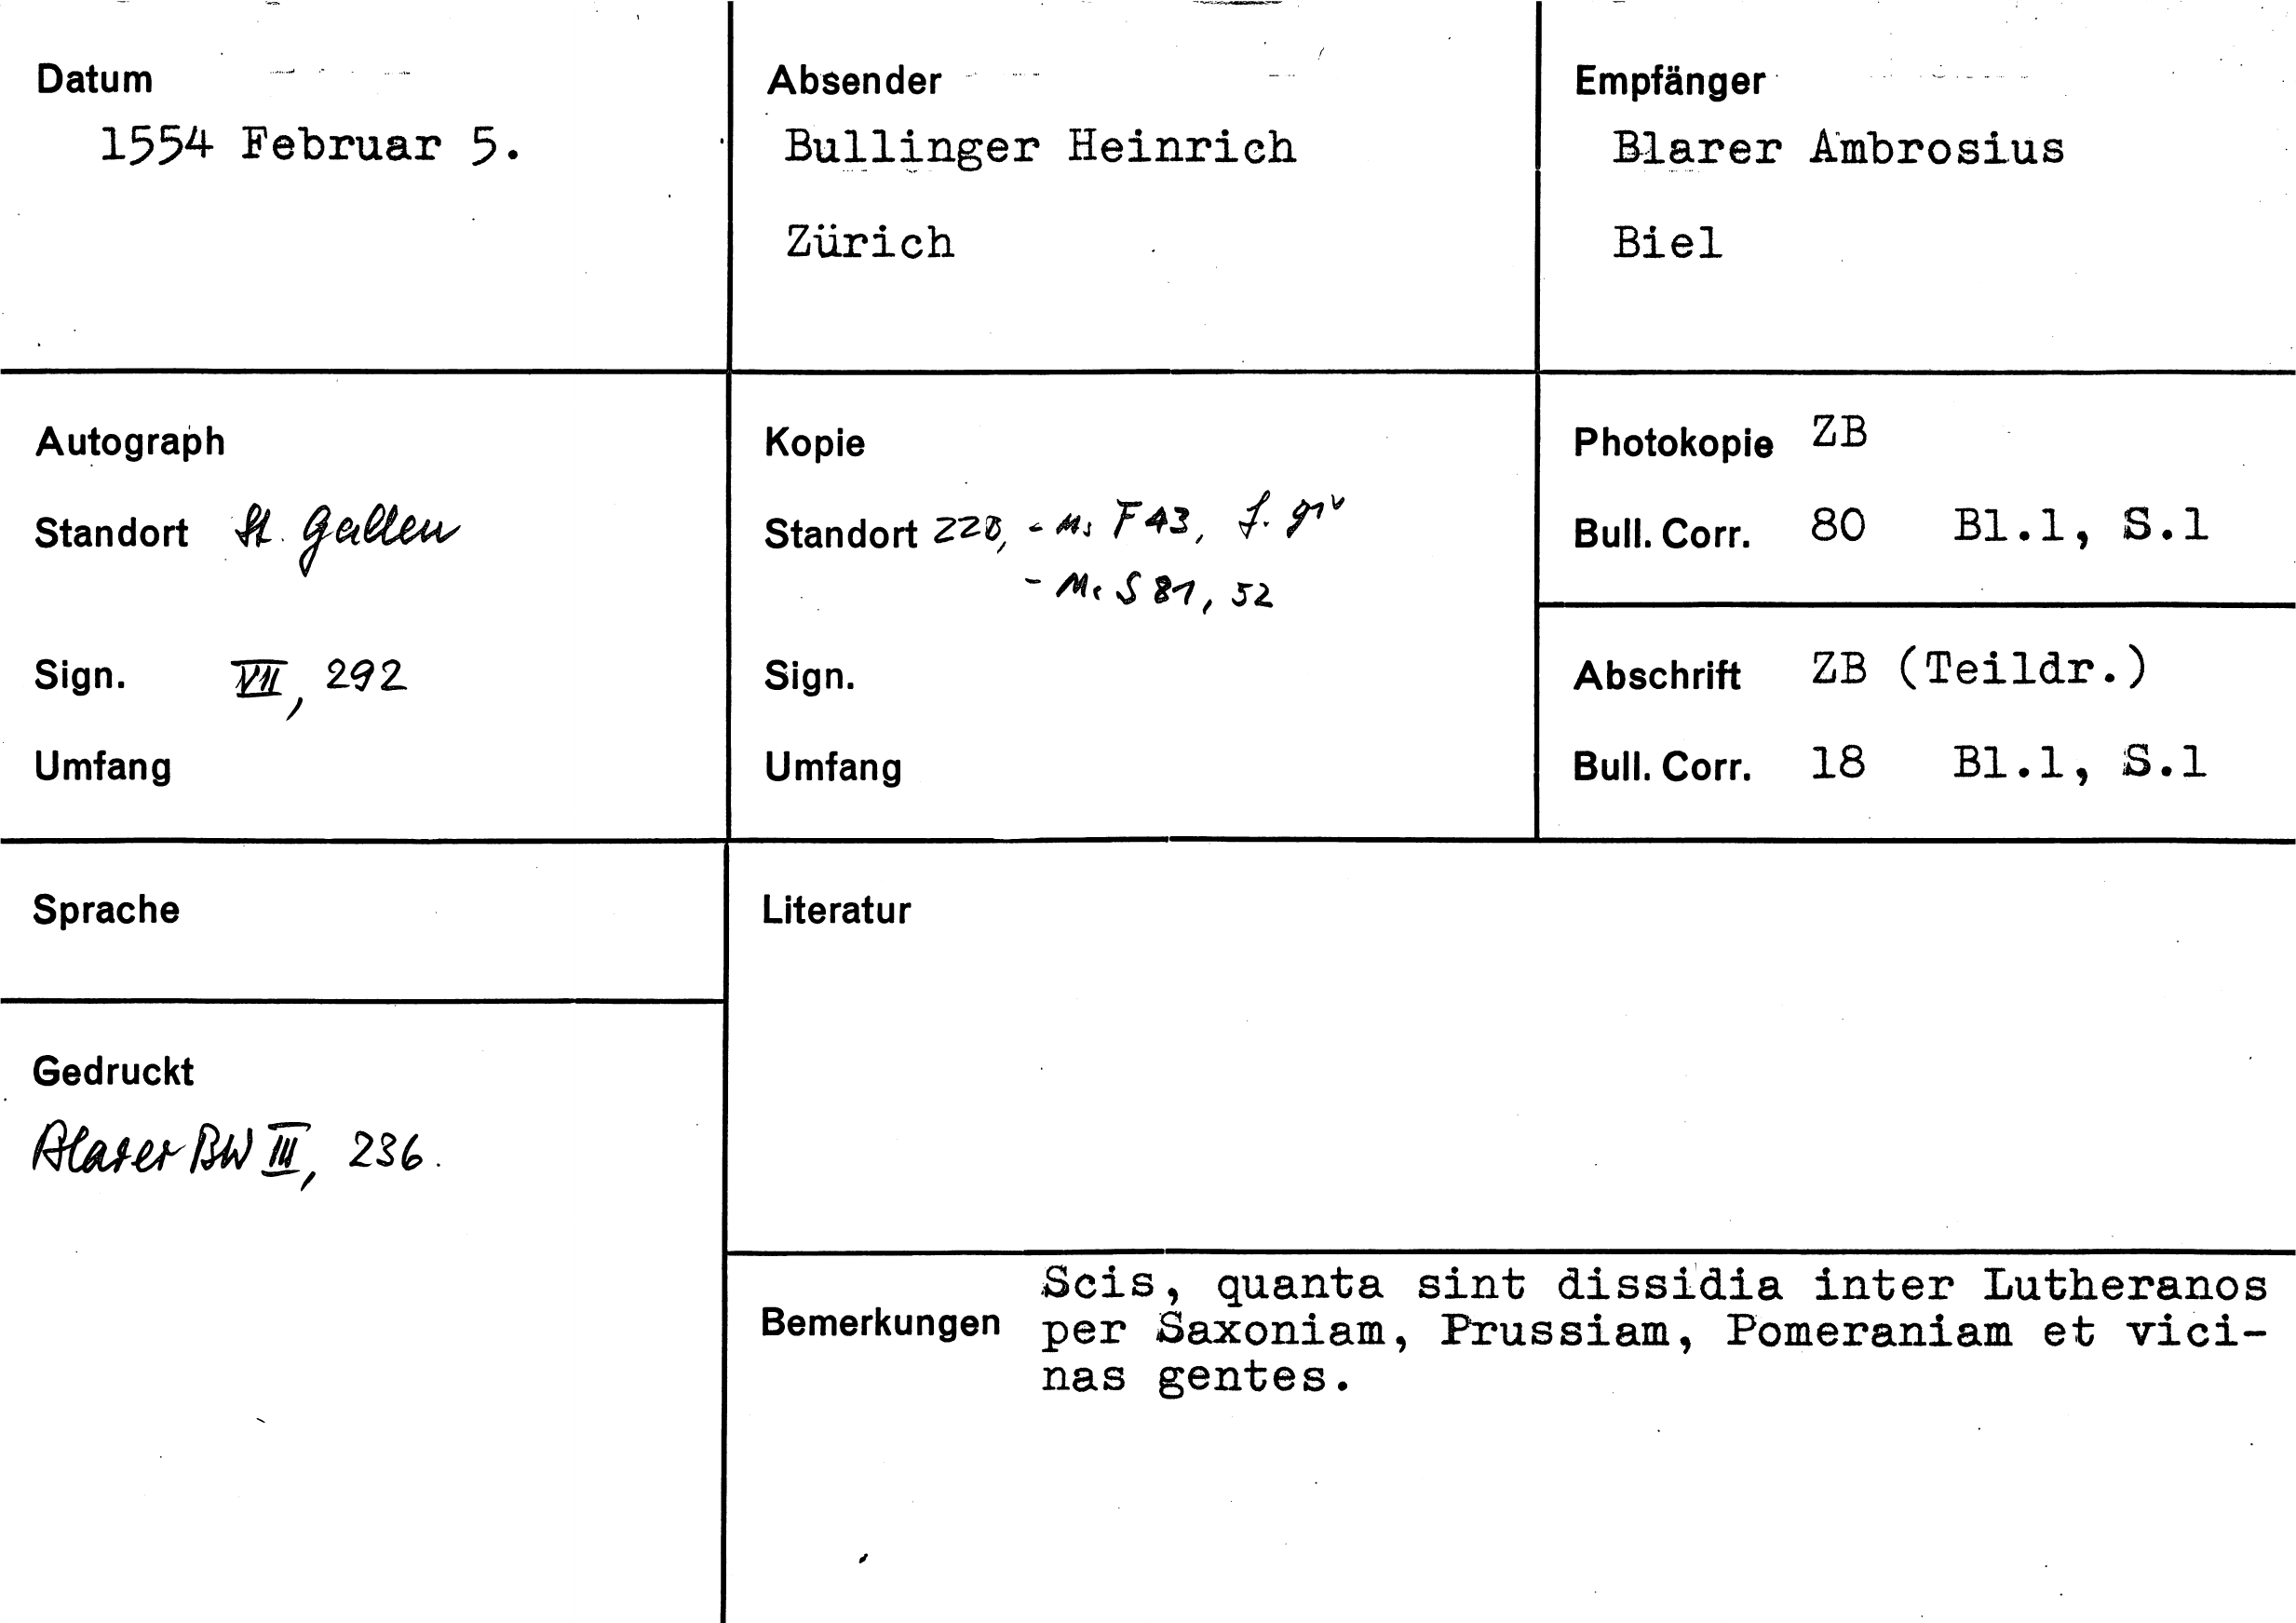 Datum
1554 Februar 5.
Absender
Bullinger Heinrich
Zürich
Empfänger
Blarer Ambrosius
Biel
Autograph
Standort St. Gallen
Sign. VII, 292
Umfang
Kopie
Standort ZZB, - Ms F 43, f. 91v
- Ms S 81, 52
Sign.
Umfang
Photokopie ZB
Bull. Corr. 80 Bl.1, S.1
Abschrift ZB (Teildr.)
Bull. Corr. 18 Bl.1, S.1
Sprache
Gedruckt
Blarer BW III, 236.
Literatur
Bemerkungen
Scis, quanta sint dissidia inter Lutheranos
per Saxoniam, Prussiam, Pomeraniam et vici-
nas gentes.